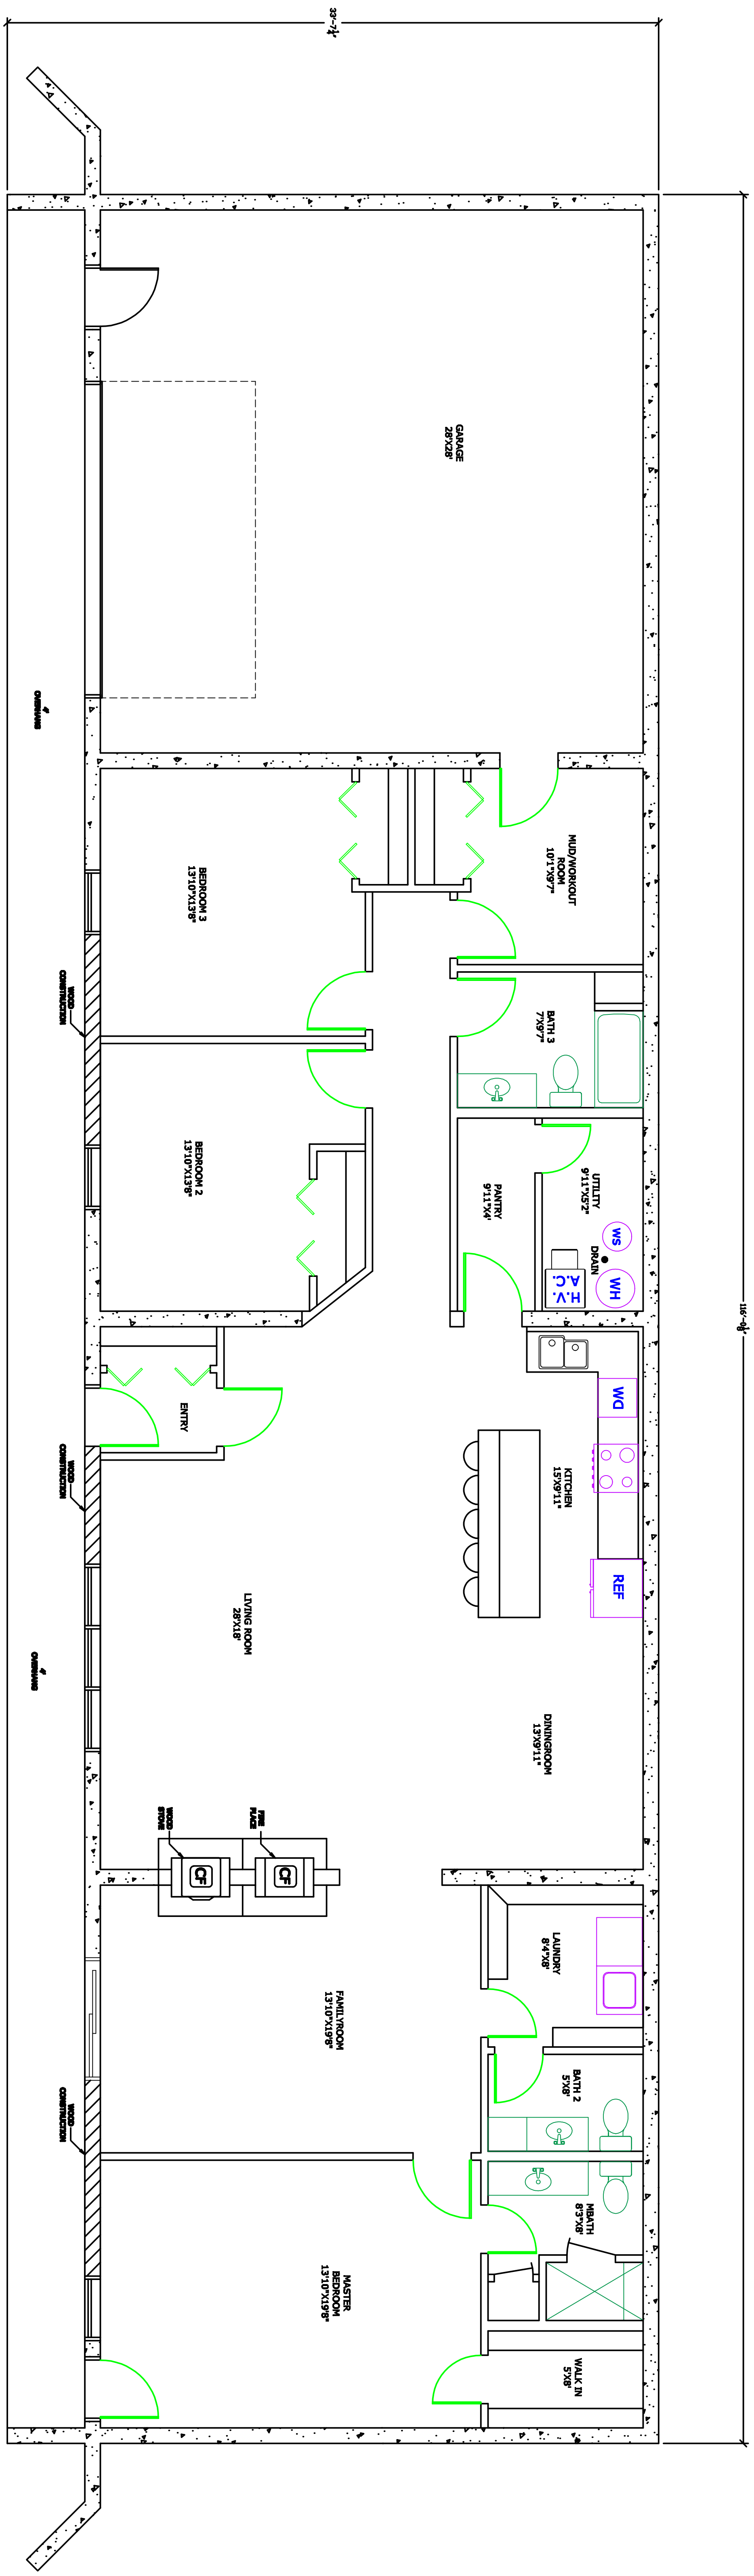 116'-0⅛"
33'-7¼"
GARAGE
28'X28'
4'
OVERHANG
MUD/WORKOUT
ROOM
10'1"X9'7"
BEDROOM 3
13'10"X13'8"
WOOD
CONSTRUCTION
BATH 3
7'X9'7"
BEDROOM 2
13'10"X13'8"
UTILITY
9'11"X5'2"
PANTRY
9'11"X4'
WS
DRAIN
WH
H.V.
A.C.
ENTRY
WOOD
CONSTRUCTION
DW
KITCHEN
15'X9'11"
REF
LIVING ROOM
28'X18'
4'
OVERHANG
DININGROOM
13'X9'11"
FIRE
PLACE
CF
WOOD
STOVE
CF
LAUNDRY
8'4"X8'
FAMILYROOM
13'10"X19'8"
BATH 2
5'X8'
WOOD
CONSTRUCTION
MBATH
8'3"X8'
MASTER
BEDROOM
13'10"X19'8"
WALK IN
5'X8'